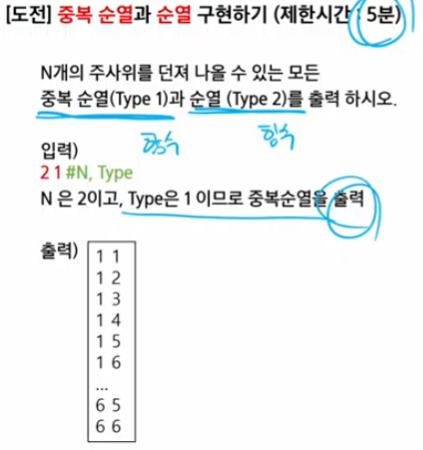 [도전] 중복 순열과 순열 구현하기 (제한시간 : 5분)
N개의 주사위를 던져 나올 수 있는 모든
중복 순열(Type 1)과 순열 (Type 2)를 출력 하시오.
함수 함수
입력)
2 1 #N, Type
N 은 2이고, Type은 1 이므로 중복순열을 출력
출력)
1 1
1 2
1 3
1 4
1 5
1 6
...
6 5
6 6